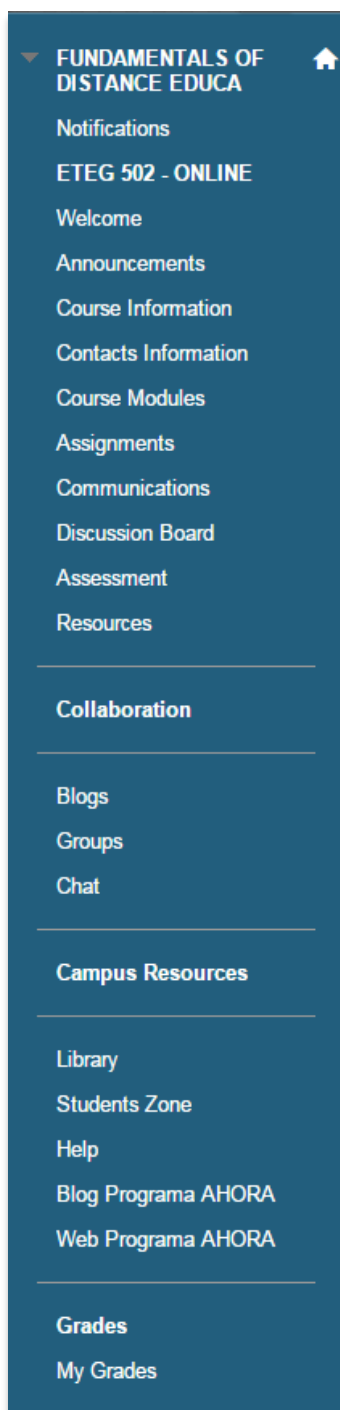 FUNDAMENTALS OF
DISTANCE EDUCA
Notifications
ETEG 502 - ONLINE
Welcome
Announcements
Course Information
Contacts Information
Course Modules
Assignments
Communications
Discussion Board
Assessment
Resources
Collaboration
Blogs
Groups
Chat
Campus Resources
Library
Students Zone
Help
Blog Programa AHORA
Web Programa AHORA
Grades
My Grades